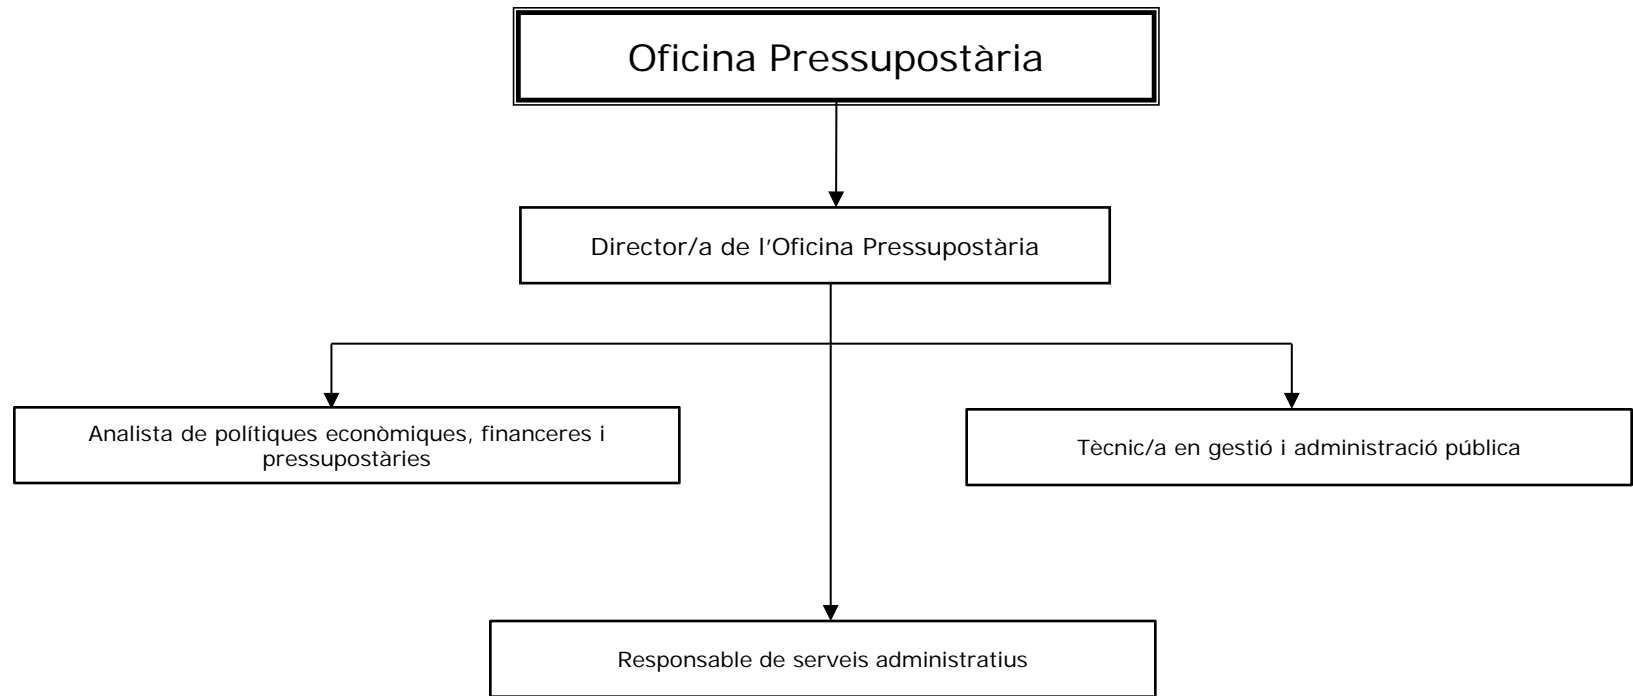 Oficina Pressupostària
Director/a de l’Oficina Pressupostària
Analista de polítiques econòmiques, financeres i
pressupostàries
Tècnic/a en gestió i administració pública
Responsable de serveis administratius